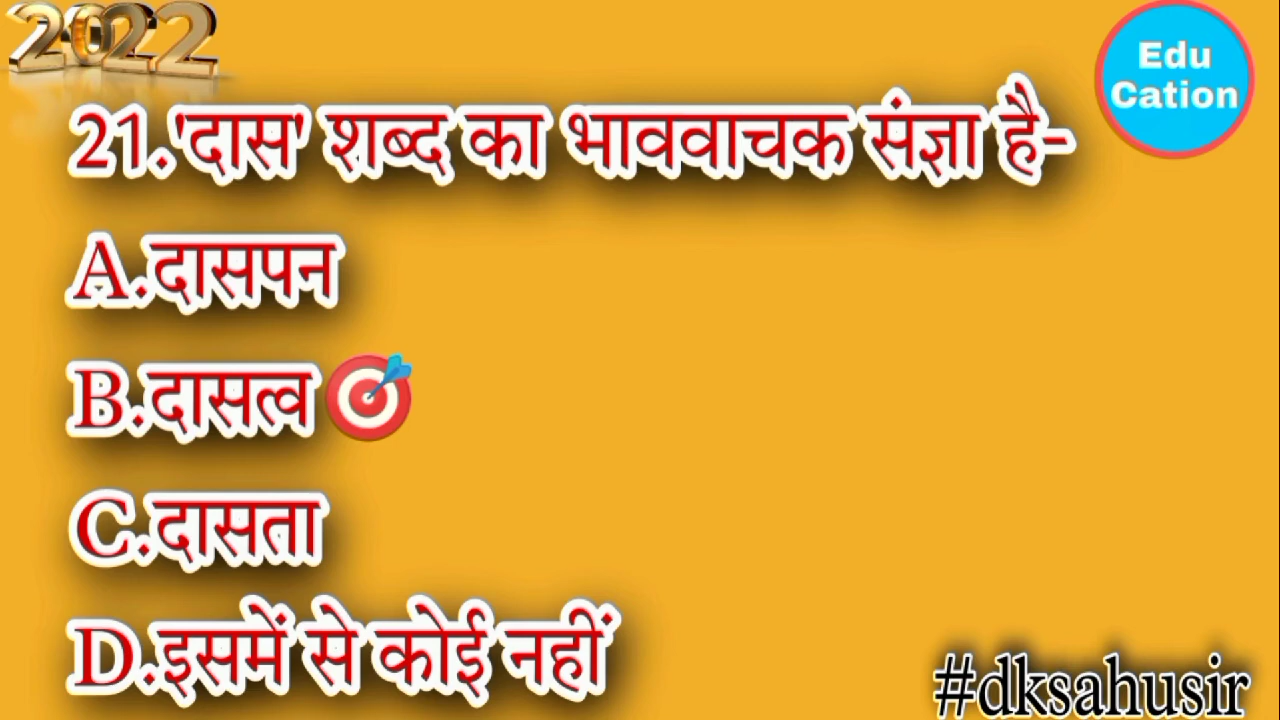 2022
Edu
Cation
21.'दास' शब्द का भाववाचक संज्ञा है-
A.दासपन
B.दासत्व
C.दासता
D.इसमें से कोई नहीं
#dksahusir